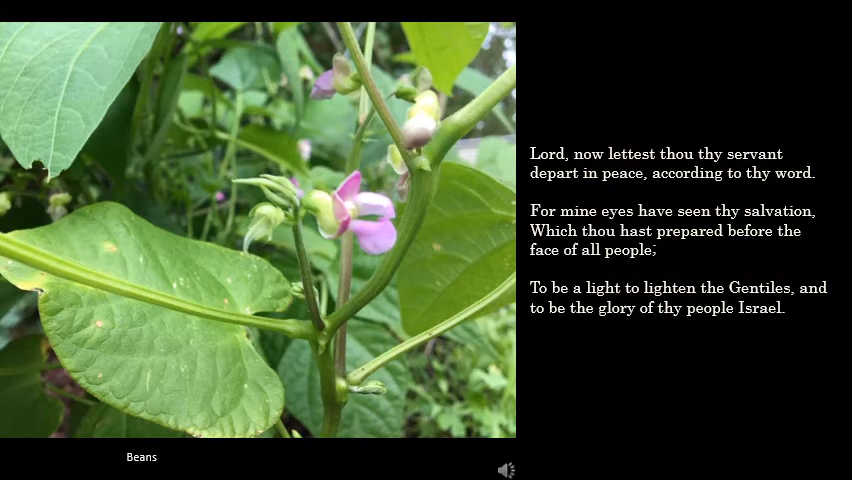 Lord, now lettest thou thy servant
depart in peace, according to thy word.
For mine eyes have seen thy salvation,
Which thou hast prepared before the
face of all people;
To be a light to lighten the Gentiles, and
to be the glory of thy people Israel.
Beans